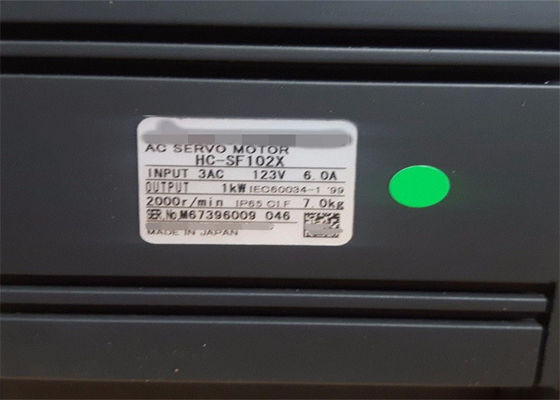 AC SERVO MOTOR
HC-SF102X
INPUT 3AC 123V 6.0A
OUTPUT 1kW IEC60034-1 '99
2000r/min IP65 Cl.F 7.0kg
SER.No.M67396009 046
MADE IN JAPAN